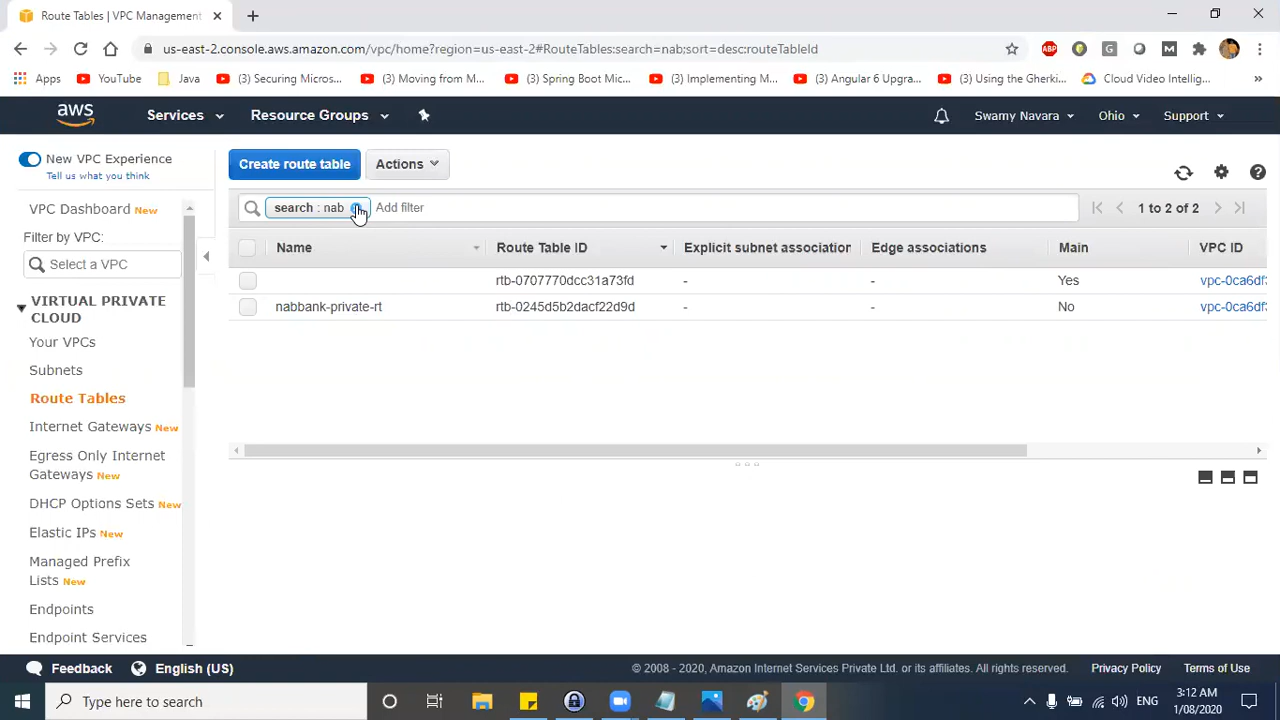 Route Tables | VPC Management
us-east-2.console.aws.amazon.com/vpc/home?region=us-east-2#RouteTables:search=nab;sort=desc:routeTableId
ABP
G
M
Apps
YouTube
Java
(3) Securing Micros...
(3) Moving from M...
(3) Spring Boot Mic...
(3) Implementing M...
(3) Angular 6 Upgra...
(3) Using the Gherki...
Cloud Video Intellig...
aws
Services
Resource Groups
Swamy Navara
Ohio
Support
New VPC Experience
Tell us what you think
Create route table
Actions
VPC Dashboard New
Filter by VPC:
Select a VPC
search : nab
Add filter
1 to 2 of 2
Name
Route Table ID
Explicit subnet association
Edge associations
Main
VPC ID
rtb-0707770dcc31a73fd
-
-
Yes
vpc-0ca6df
nabbank-private-rt
rtb-0245d5b2dacf22d9d
-
-
No
vpc-0ca6df
VIRTUAL PRIVATE
CLOUD
Your VPCs
Subnets
Route Tables
Internet Gateways New
Egress Only Internet
Gateways New
DHCP Options Sets New
Elastic IPs New
Managed Prefix
Lists New
Endpoints
Endpoint Services
Feedback
English (US)
© 2008 - 2020, Amazon Internet Services Private Ltd. or its affiliates. All rights reserved.
Privacy Policy
Terms of Use
Type here to search
ENG
3:12 AM
1/08/2020